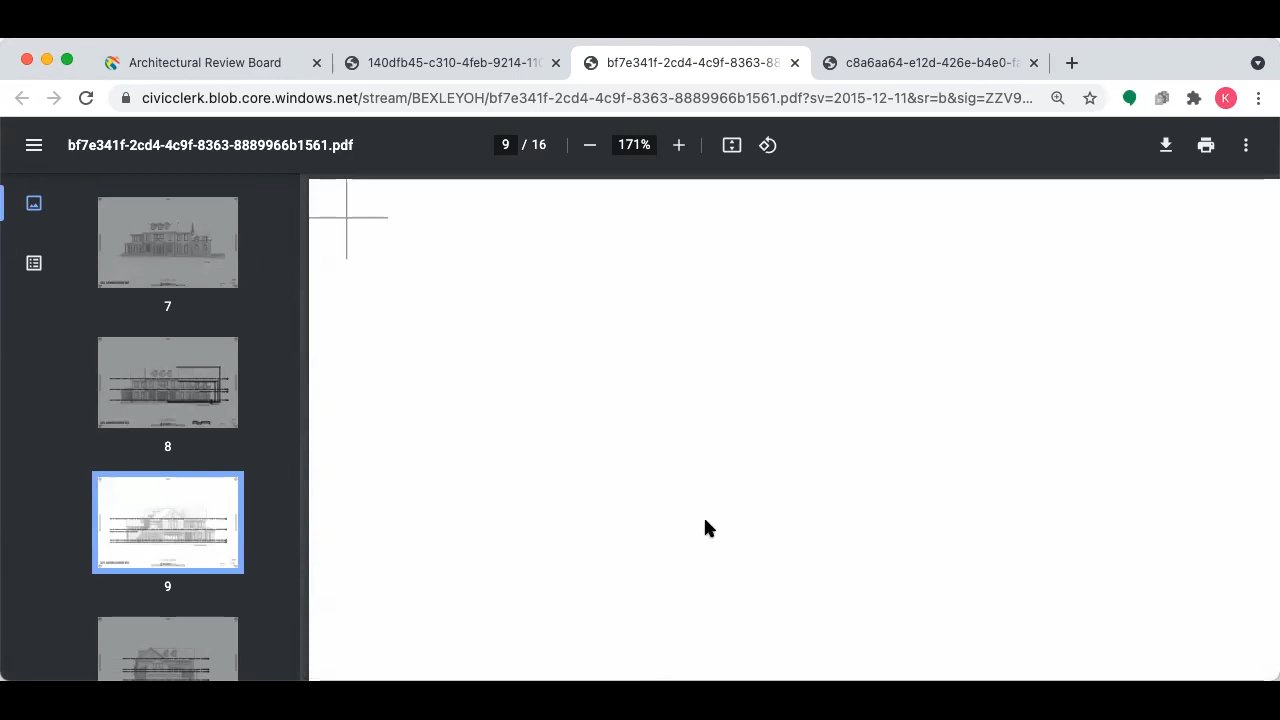 Architectural Review Board
140dfb45-c310-4feb-9214-110
bf7e341f-2cd4-4c9f-8363-88
c8a6aa64-e12d-426e-b4e0-fa
civicclerk.blob.core.windows.net/stream/BEXLEYOH/bf7e341f-2cd4-4c9f-8363-8889966b1561.pdf?sv=2015-12-11&sr=b&sig=ZZV9...
K
bf7e341f-2cd4-4c9f-8363-8889966b1561.pdf
9 / 16
171%
7
8
9